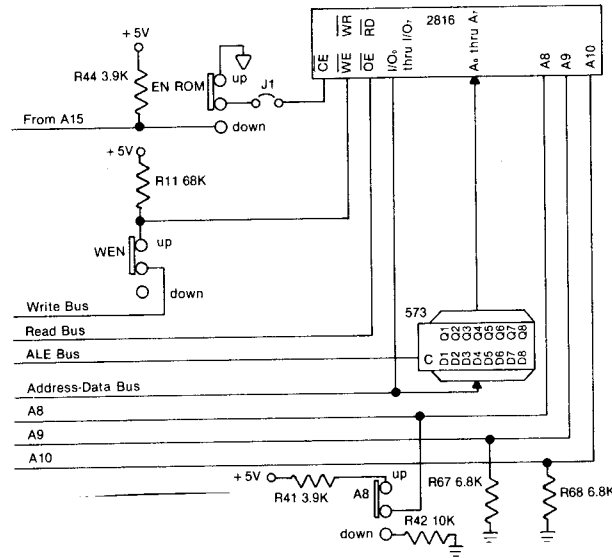 WR
RD
2816
CE
WE
OE
I/O₀
thru I/O₇
A₀ thru A₇
A8
A9
A10
+ 5V
R44 3.9K
EN ROM
up
J1
down
From A15
+ 5V
R11 68K
WEN
up
down
Write Bus
Read Bus
ALE Bus
573
C
Q1
Q2
Q3
Q4
Q5
Q6
Q7
Q8
D1
D2
D3
D4
D5
D6
D7
D8
Address-Data Bus
A8
A9
A10
+ 5V
R41 3.9K
A8
up
down
R42 10K
R67 6.8K
R68 6.8K